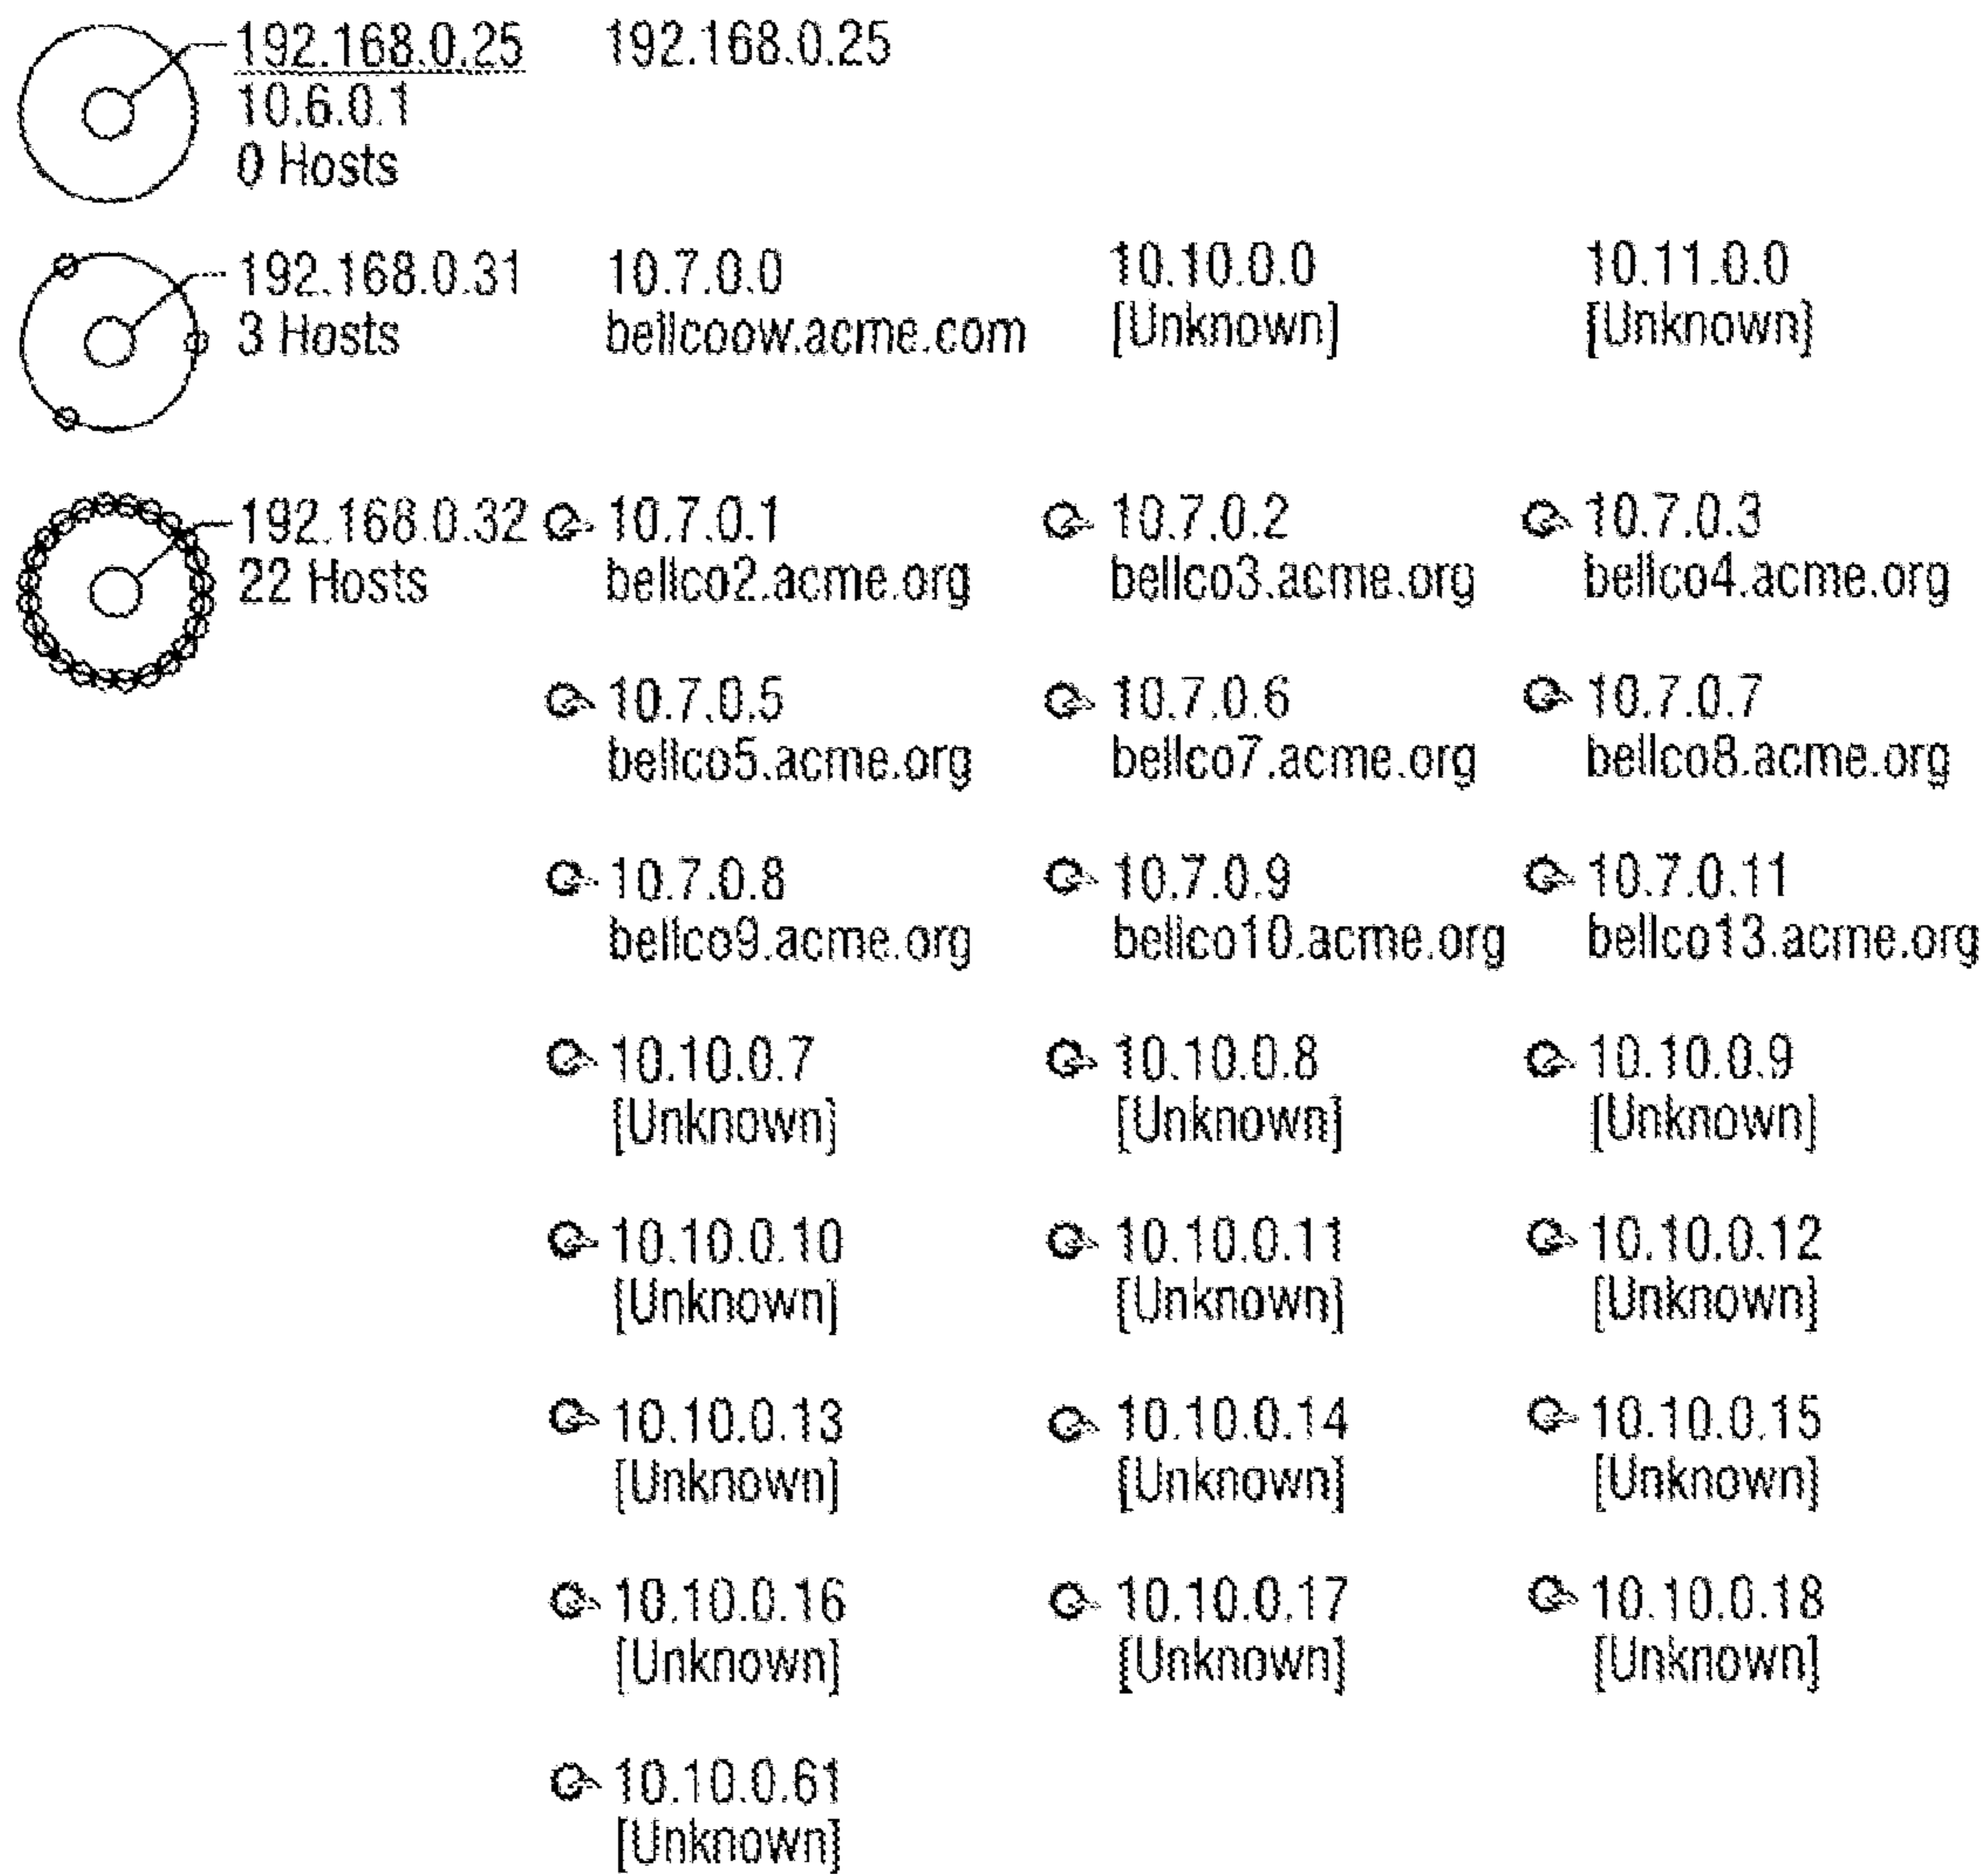 192.168.0.25 192.168.0.25
10.6.0.1
0 Hosts
192.168.0.31 10.7.0.0 10.10.0.0 10.11.0.0
3 Hosts bellcoow.acme.com [Unknown] [Unknown]
192.168.0.32 10.7.0.1 10.7.0.2 10.7.0.3
22 Hosts bellco2.acme.org bellco3.acme.org bellco4.acme.org
10.7.0.5 10.7.0.6 10.7.0.7
bellco5.acme.org bellco7.acme.org bellco8.acme.org
10.7.0.8 10.7.0.9 10.7.0.11
bellco9.acme.org bellco10.acme.org bellco13.acme.org
10.10.0.7 10.10.0.8 10.10.0.9
[Unknown] [Unknown] [Unknown]
10.10.0.10 10.10.0.11 10.10.0.12
[Unknown] [Unknown] [Unknown]
10.10.0.13 10.10.0.14 10.10.0.15
[Unknown] [Unknown] [Unknown]
10.10.0.16 10.10.0.17 10.10.0.18
[Unknown] [Unknown] [Unknown]
10.10.0.61
[Unknown]